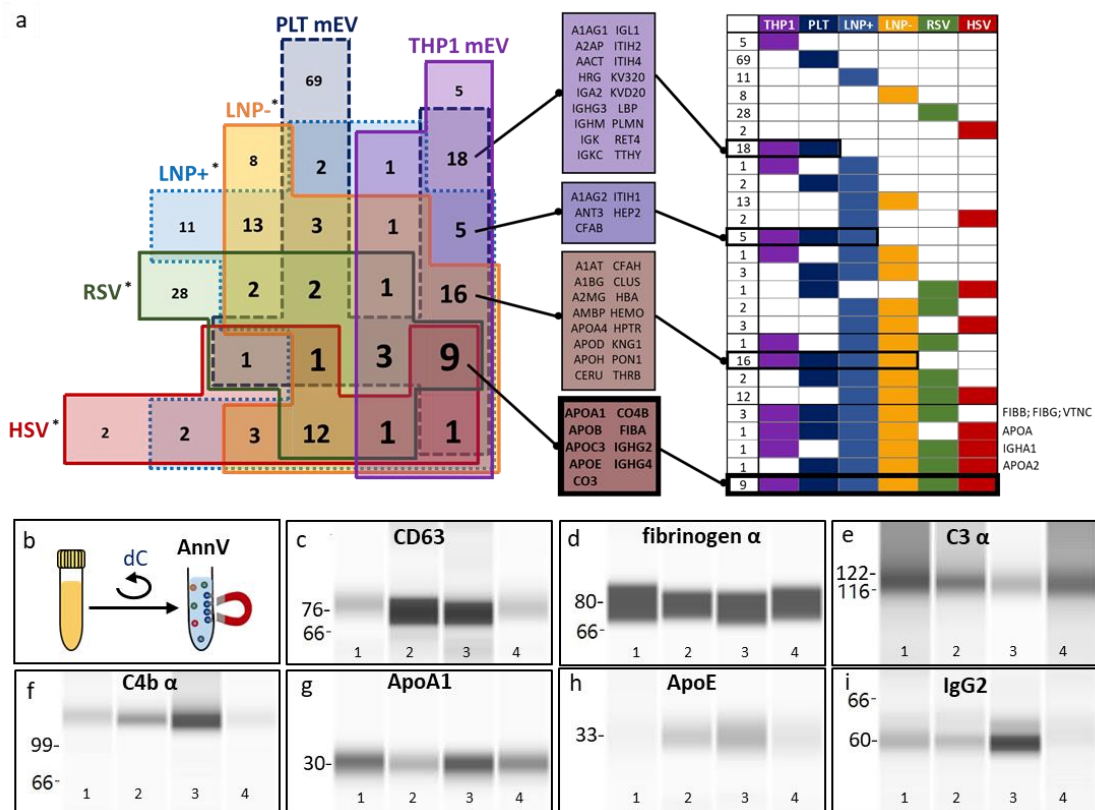 a
PLT mEV
THP1 mEV
LNP-*
LNP+*
RSV*
HSV*
69
5
8
2
1
18
11
13
3
1
5
28
2
2
1
16
1
1
3
9
2
2
3
12
1
1
A1AG1 IGL1
A2AP ITIH2
AACT ITIH4
HRG KV320
IGA2 KVD20
IGHG3 LBP
IGHM PLMN
IGK RET4
IGKC TTHY
A1AG2 ITIH1
ANT3 HEP2
CFAB
A1AT CFAH
A1BG CLUS
A2MG HBA
AMBP HEMO
APOA4 HPTR
APOD KNG1
APOH PON1
CERU THRB
APOA1 CO4B
APOB FIBA
APOC3 IGHG2
APOE IGHG4
CO3
THP1 PLT LNP+ LNP- RSV HSV
5
69
11
8
28
2
18
1
2
13
2
5
1
3
1
2
3
1
16
2
12
3 FIBB; FIBG; VTNC
1 APOA
1 IGHA1
1 APOA2
9
b
dC
AnnV
c
CD63
76-
66-
1 2 3 4
d
fibrinogen α
80-
66-
1 2 3 4
e
C3 α
122-
116-
1 2 3 4
f
C4b α
99-
66-
1 2 3 4
g
ApoA1
30-
1 2 3 4
h
ApoE
33-
1 2 3 4
i
IgG2
66-
60-
1 2 3 4